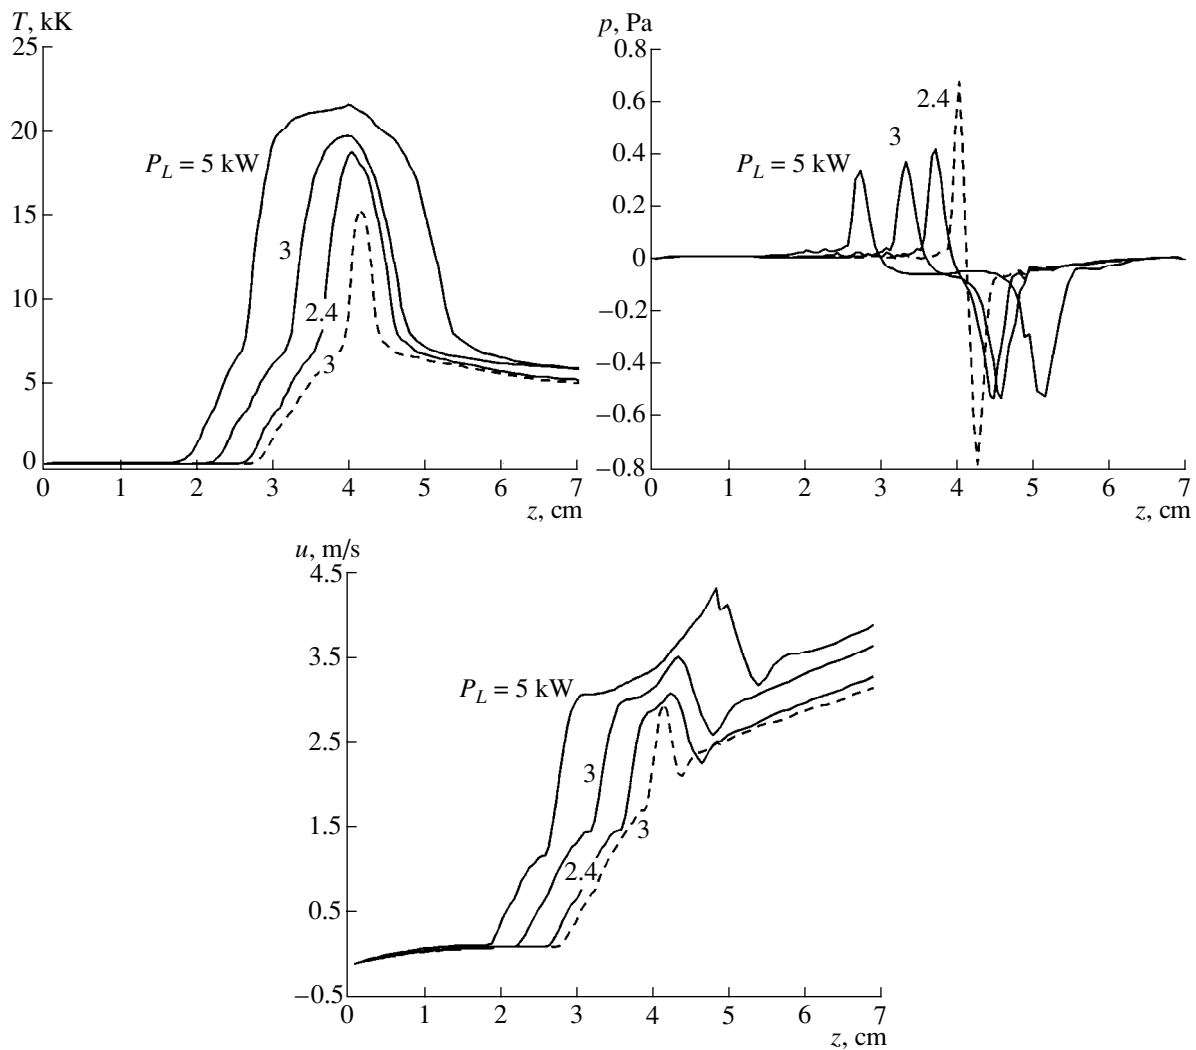 T, kK
25
20
15
10
5
0
P_L = 5 kW
3
2.4
3
0 1 2 3 4 5 6 7
z, cm
p, Pa
0.8
0.6
0.4
0.2
0
−0.2
−0.4
−0.6
−0.8
2.4
3
P_L = 5 kW
0 1 2 3 4 5 6 7
z, cm
u, m/s
4.5
3.5
2.5
1.5
0.5
−0.5
P_L = 5 kW
3
3
2.4
0 1 2 3 4 5 6 7
z, cm